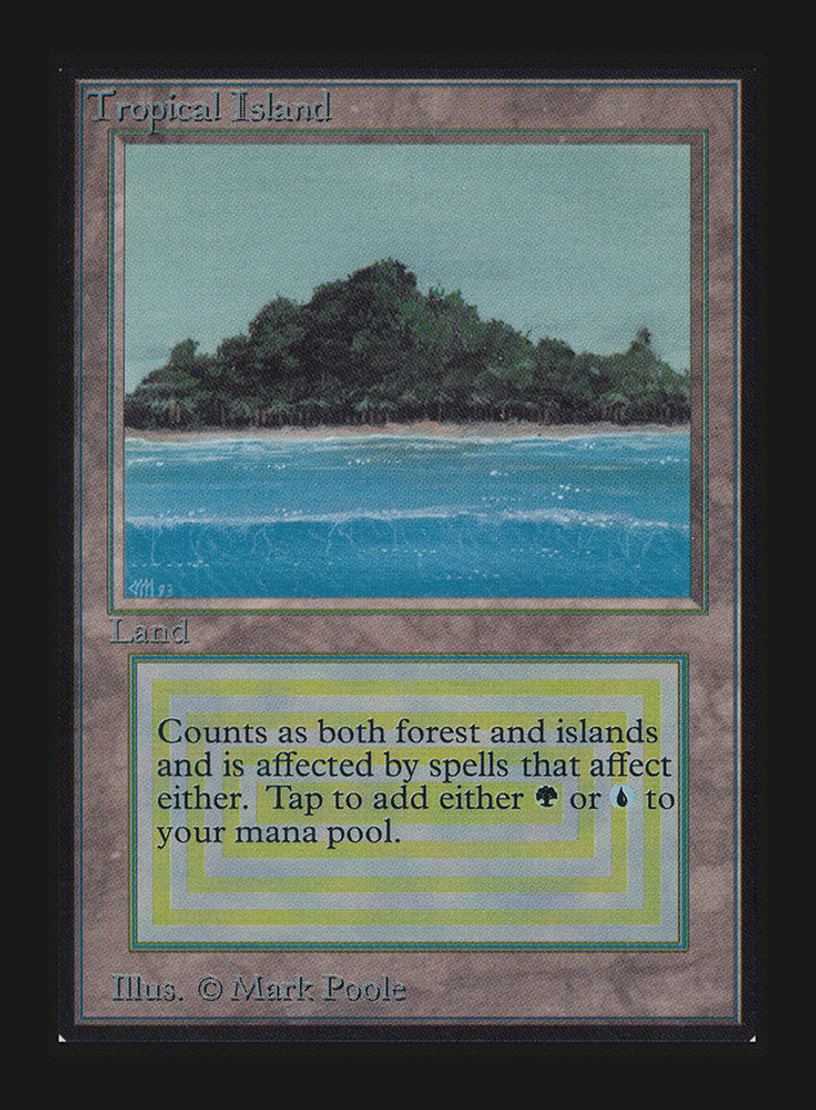 Tropical Island
Land
Counts as both forest and islands
and is affected by spells that affect
either. Tap to add either or to
your mana pool.
Illus. © Mark Poole